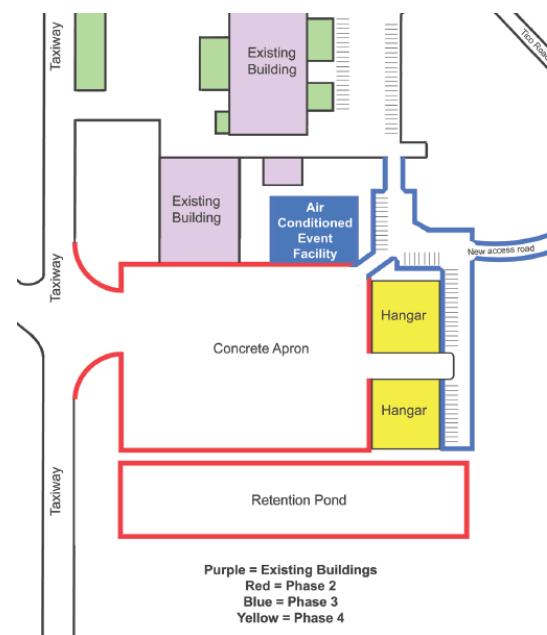 Taxiway
Tico Road
Existing
Building
Existing
Building
Air
Conditioned
Event
Facility
New access road
Taxiway
Hangar
Concrete Apron
Hangar
Taxiway
Retention Pond
Purple = Existing Buildings
Red = Phase 2
Blue = Phase 3
Yellow = Phase 4